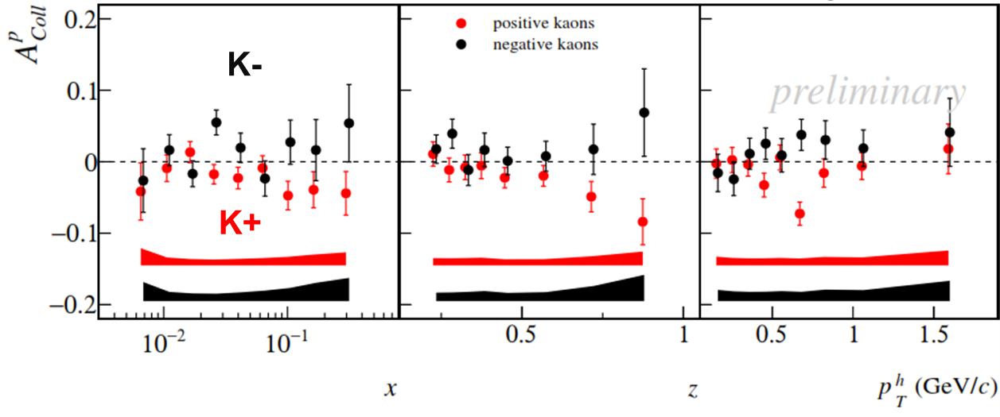 A^p_Coll
0.2
0.1
0
−0.1
−0.2
K-
K+
positive kaons
negative kaons
preliminary
10^−2
10^−1
0.5
1
0.5
1
1.5
x
z
p_T^h (GeV/c)